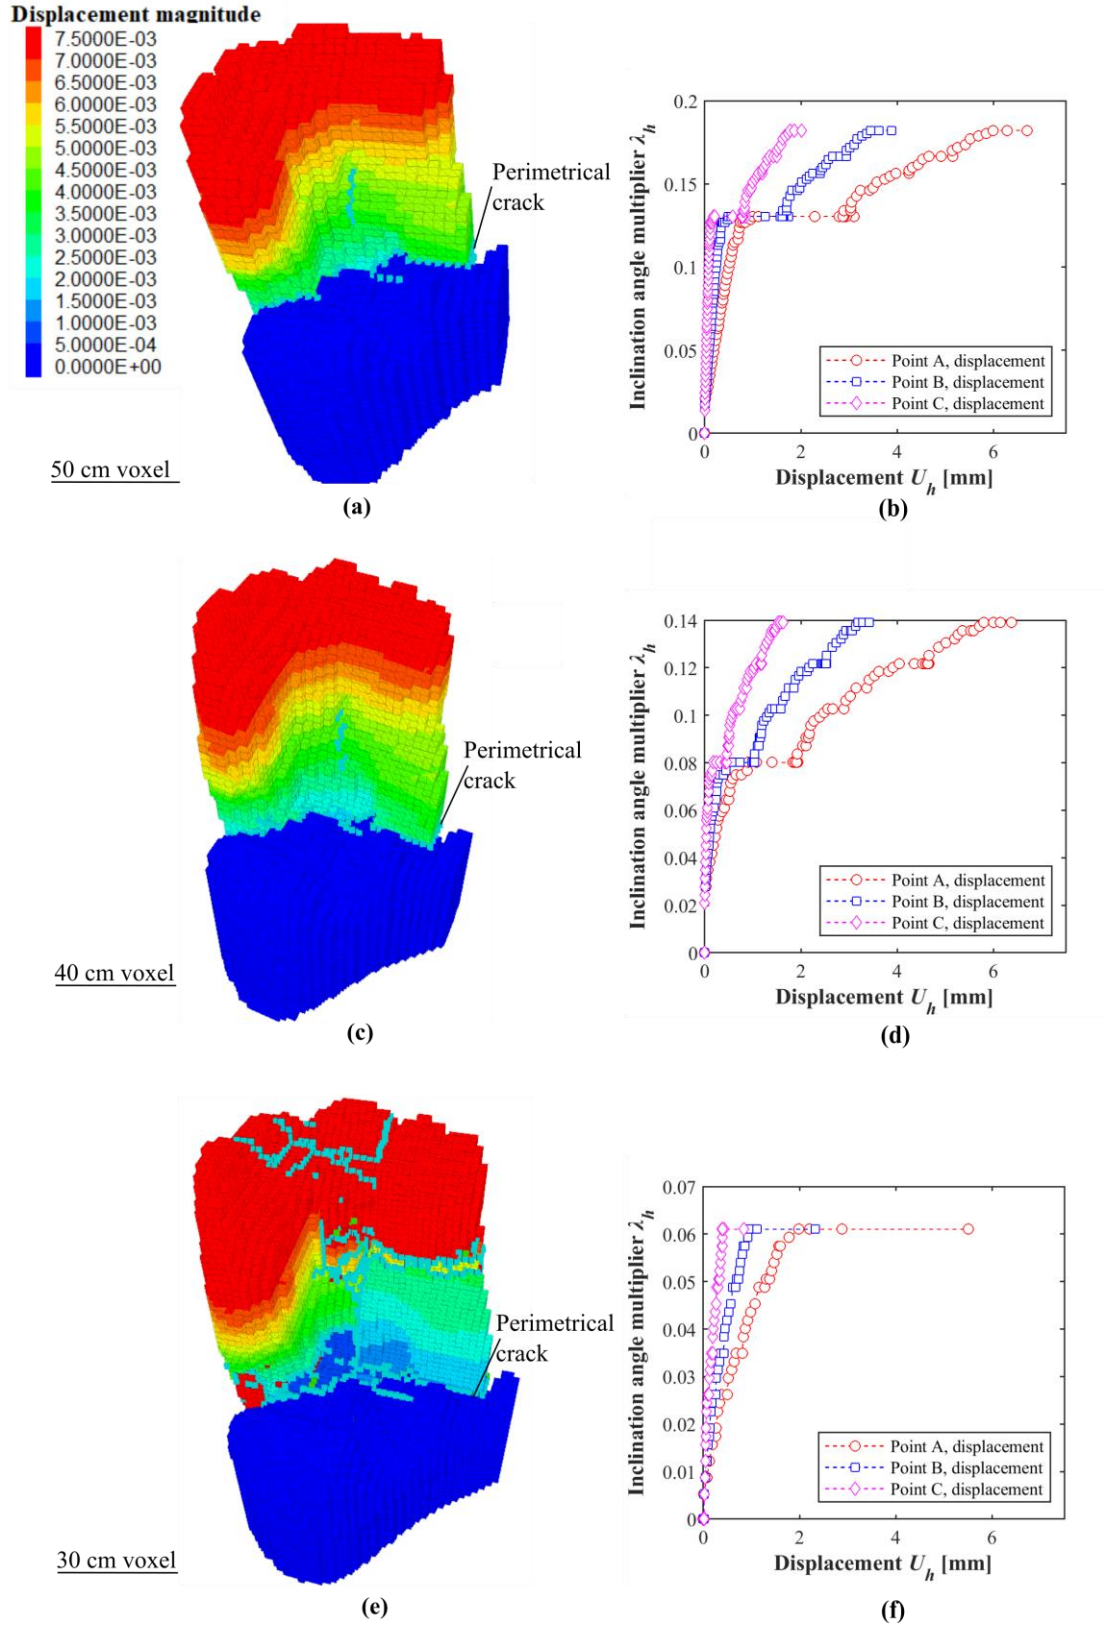 Displacement magnitude
7.5000E-03
7.0000E-03
6.5000E-03
6.0000E-03
5.5000E-03
5.0000E-03
4.5000E-03
4.0000E-03
3.5000E-03
3.0000E-03
2.5000E-03
2.0000E-03
1.5000E-03
1.0000E-03
5.0000E-04
0.0000E+00
Perimetrical
crack
50 cm voxel
(a)
Inclination angle multiplier λh
0.2
0.15
0.1
0.05
0
Point A, displacement
Point B, displacement
Point C, displacement
0 2 4 6
Displacement Uh [mm]
(b)
Perimetrical
crack
40 cm voxel
(c)
Inclination angle multiplier λh
0.14
0.12
0.1
0.08
0.06
0.04
0.02
0
Point A, displacement
Point B, displacement
Point C, displacement
0 2 4 6
Displacement Uh [mm]
(d)
Perimetrical
crack
30 cm voxel
(e)
Inclination angle multiplier λh
0.07
0.06
0.05
0.04
0.03
0.02
0.01
0
Point A, displacement
Point B, displacement
Point C, displacement
0 2 4 6
Displacement Uh [mm]
(f)